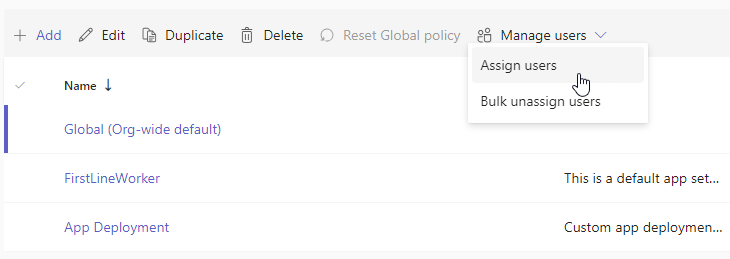 + Add Edit Duplicate Delete Reset Global policy Manage users
Assign users
Name ↓
Bulk unassign users
Global (Org-wide default)
FirstLineWorker This is a default app set...
App Deployment Custom app deploymen...